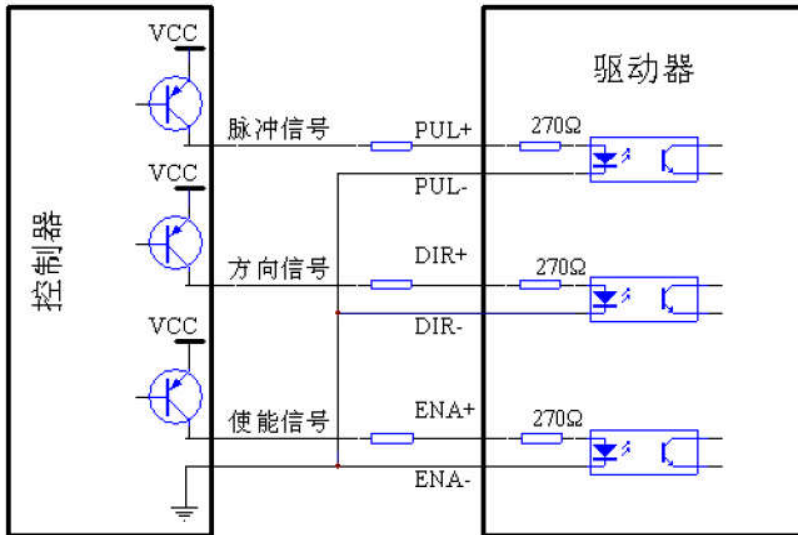 VCC
驱动器
脉冲信号
PUL+
270Ω
VCC
PUL-
控制器
方向信号
DIR+
270Ω
VCC
DIR-
使能信号
ENA+
270Ω
ENA-